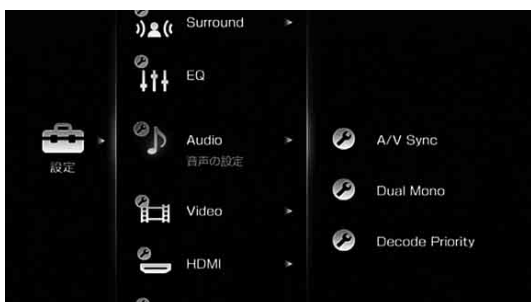 設定
Surround
EQ
Audio
音声の設定
Video
HDMI
A/V Sync
Dual Mono
Decode Priority